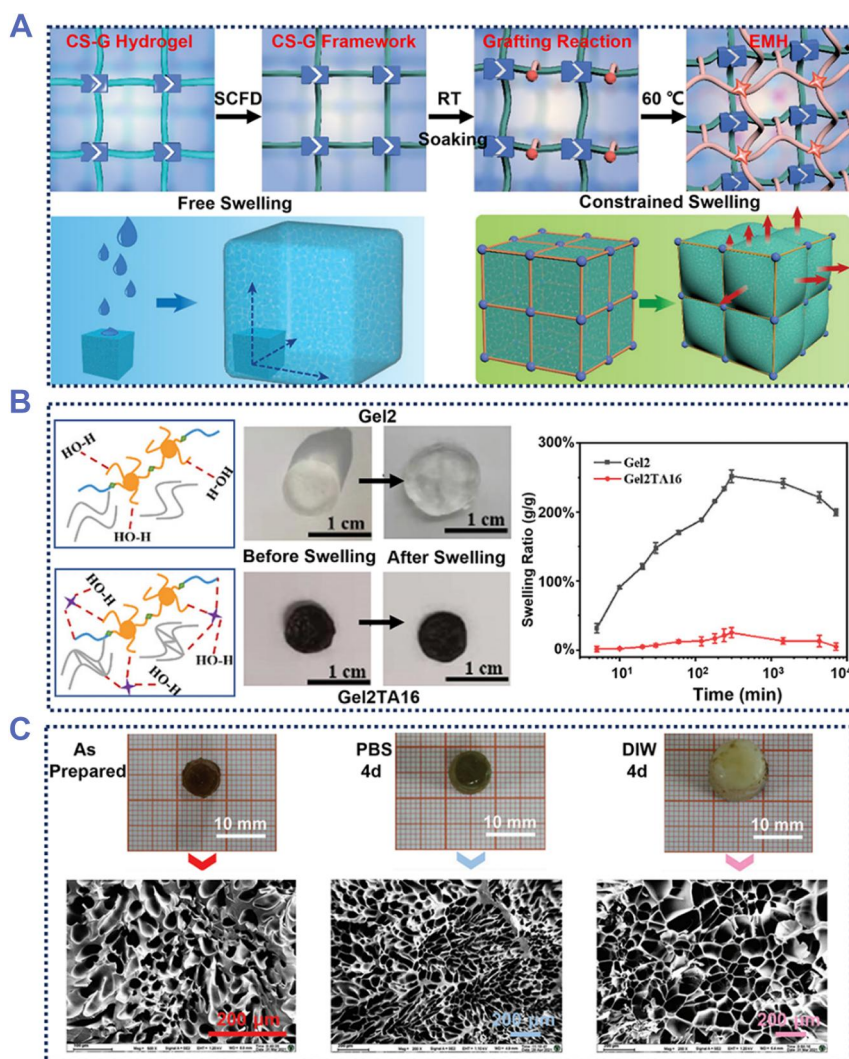 A
CS-G Hydrogel
CS-G Framework
Grafting Reaction
EMH
SCFD
RT
Soaking
60 ℃
Free Swelling
Constrained Swelling
B
Gel2
HO-H
H-OH
HO-H
1 cm
1 cm
Before Swelling
After Swelling
HO-H
HO-H
HO-H
1 cm
1 cm
Gel2TA16
300%
200%
100%
0%
Swelling Ratio (g/g)
Gel2
Gel2TA16
10¹
10²
10³
10⁴
Time (min)
C
As
Prepared
10 mm
PBS
4d
10 mm
DIW
4d
10 mm
200 μm
200 μm
200 μm